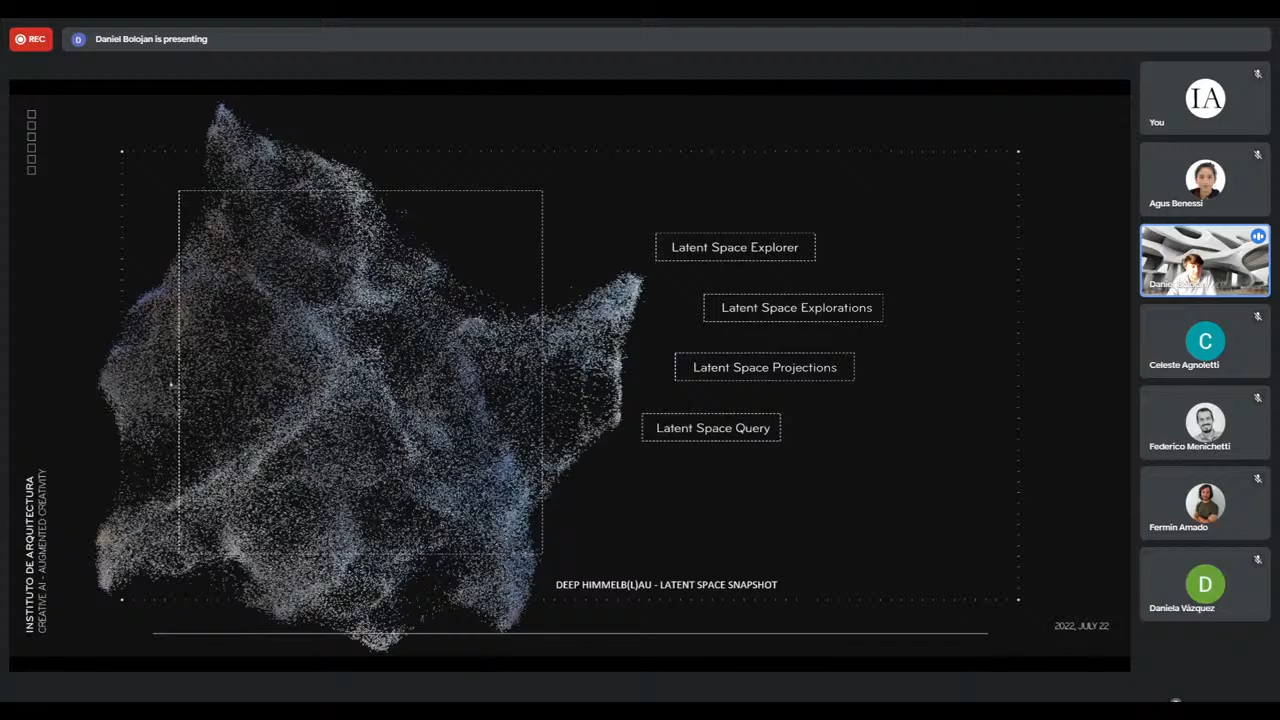 REC
D
Daniel Bolojan is presenting
Latent Space Explorer
Latent Space Explorations
Latent Space Projections
Latent Space Query
DEEP HIMMELB(L)AU - LATENT SPACE SNAPSHOT
2022, JULY 22
INSTITUTO DE ARQUITECTURA
CREATIVE AI - AUGMENTED CREATIVITY
IA
You
Agus Benessi
C
Celeste Agnoletti
Federico Menichetti
Fermin Amado
D
Daniela Vázquez